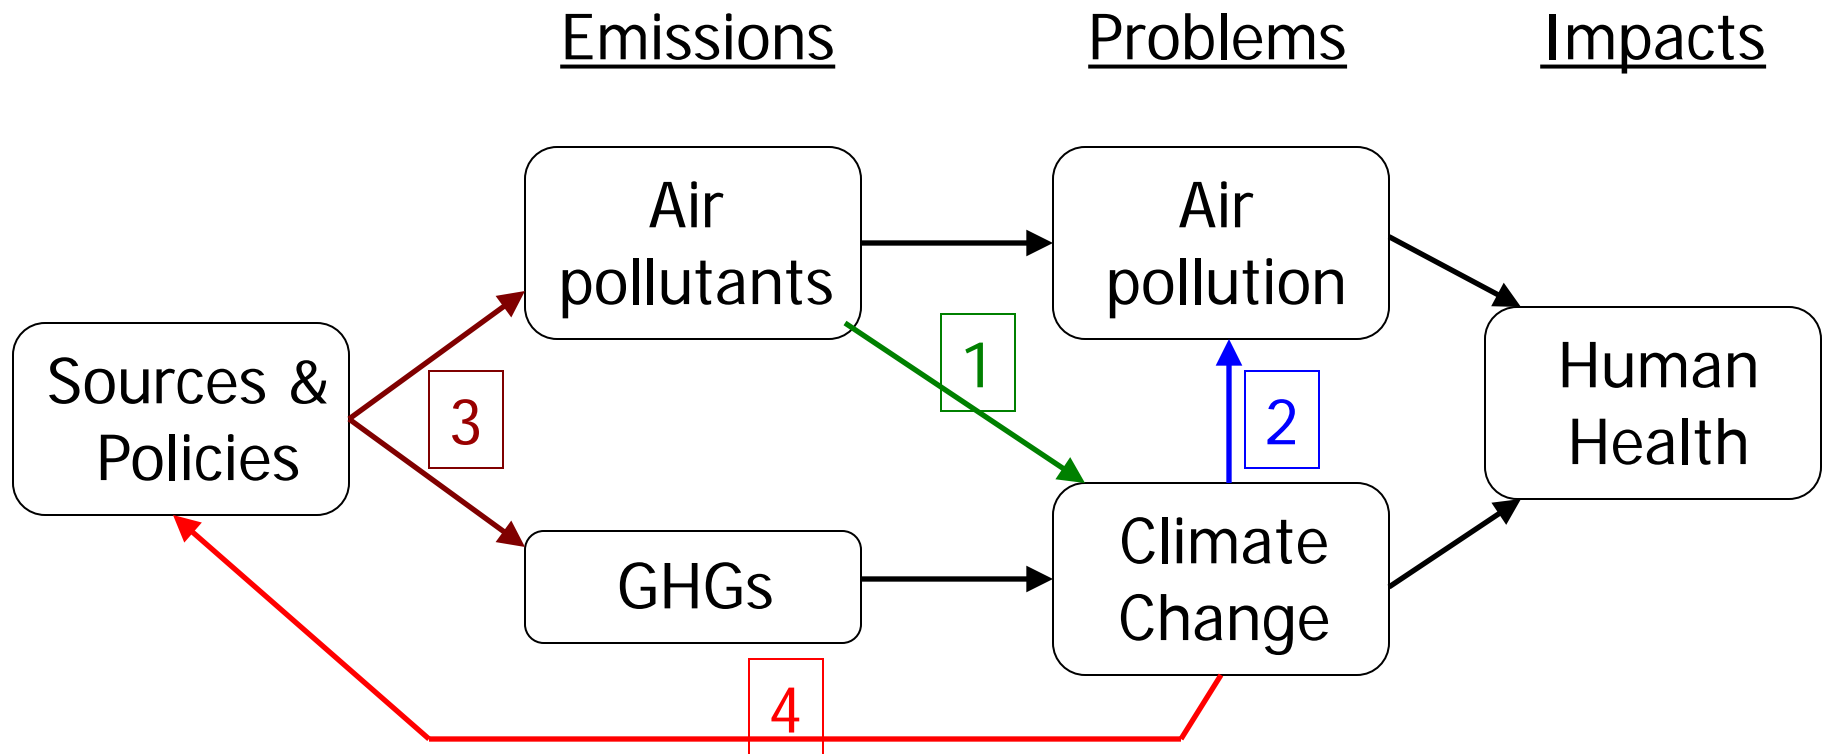 Emissions
Problems
Impacts
Air
pollutants
Air
pollution
1
2
3
Sources &
Policies
Human
Health
GHGs
Climate
Change
4